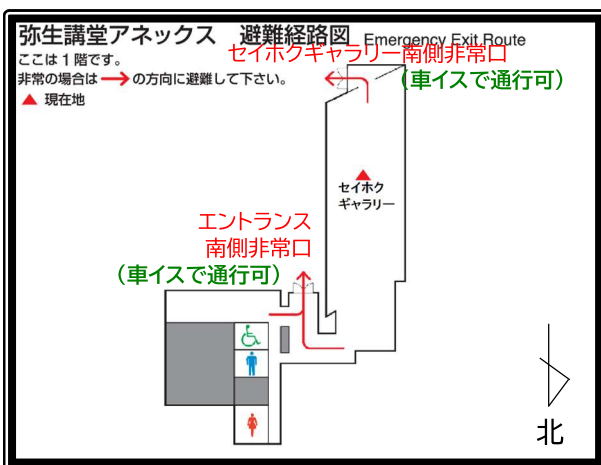 弥生講堂アネックス 避難経路図 Emergency Exit Route
ここは1階です。
セイホクギャラリー南側非常口
非常の場合は→の方向に避難して下さい。
(車イスで通行可)
▲ 現在地
セイホク
ギャラリー
エントランス
南側非常口
(車イスで通行可)
北